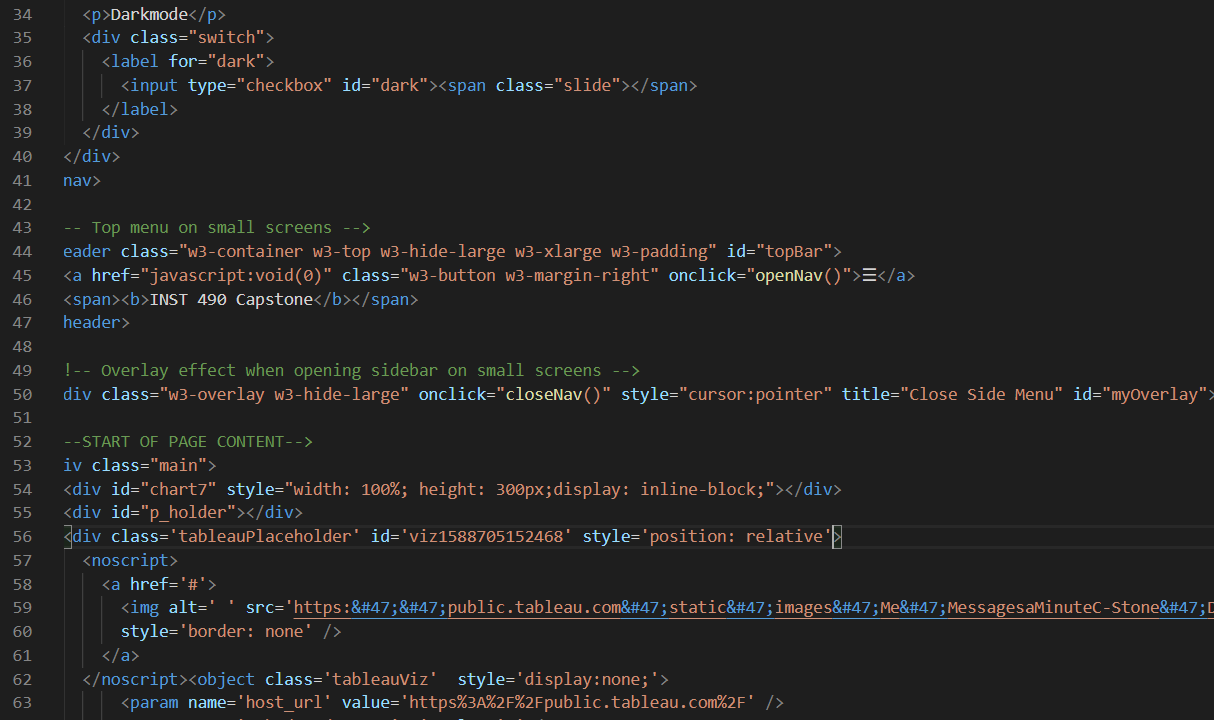 34 <p>Darkmode</p>
35 <div class="switch">
36 <label for="dark">
37 <input type="checkbox" id="dark"><span class="slide"></span>
38 </label>
39 </div>
40 </div>
41 nav>
42
43 -- Top menu on small screens -->
44 eader class="w3-container w3-top w3-hide-large w3-xlarge w3-padding" id="topBar">
45 <a href="javascript:void(0)" class="w3-button w3-margin-right" onclick="openNav()">☰</a>
46 <span><b>INST 490 Capstone</b></span>
47 header>
48
49 !-- Overlay effect when opening sidebar on small screens -->
50 div class="w3-overlay w3-hide-large" onclick="closeNav()" style="cursor:pointer" title="Close Side Menu" id="myOverlay">
51
52 --START OF PAGE CONTENT-->
53 iv class="main">
54 <div id="chart7" style="width: 100%; height: 300px;display: inline-block;"></div>
55 <div id="p_holder"></div>
56 <div class='tableauPlaceholder' id='viz1588705152468' style='position: relative'>
57 <noscript>
58 <a href='#'>
59 <img alt=' ' src='https:&#47;&#47;public.tableau.com&#47;static&#47;images&#47;Me&#47;MessagesaMinuteC-Stone&#47;D
60 style='border: none' />
61 </a>
62 </noscript><object class='tableauViz'  style='display:none;'>
63 <param name='host_url' value='https%3A%2F%2Fpublic.tableau.com%2F' />